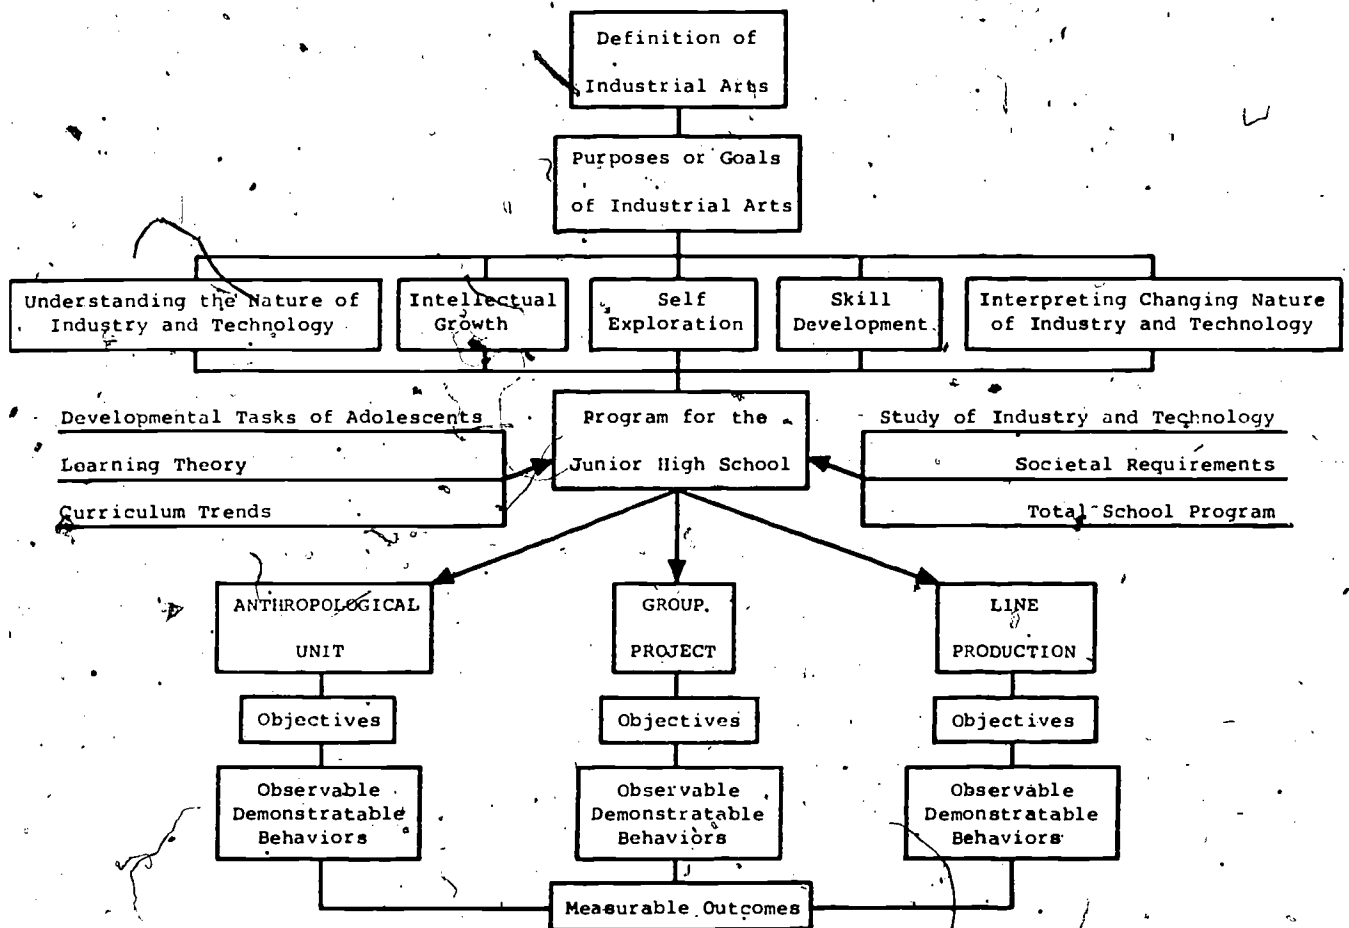 Definition of
Industrial Arts
Purposes or Goals
of Industrial Arts
Understanding the Nature of
Industry and Technology
Intellectual
Growth
Self
Exploration
Skill
Development
Interpreting Changing Nature
of Industry and Technology
Developmental Tasks of Adolescents
Learning Theory
Curriculum Trends
Program for the
Junior High School
Study of Industry and Technology
Societal Requirements
Total School Program
ANTHROPOLOGICAL
UNIT
GROUP
PROJECT
LINE
PRODUCTION
Objectives
Objectives
Objectives
Observable
Demonstratable
Behaviors
Observable
Demonstratable
Behaviors
Observable
Demonstratable
Behaviors
Measurable Outcomes